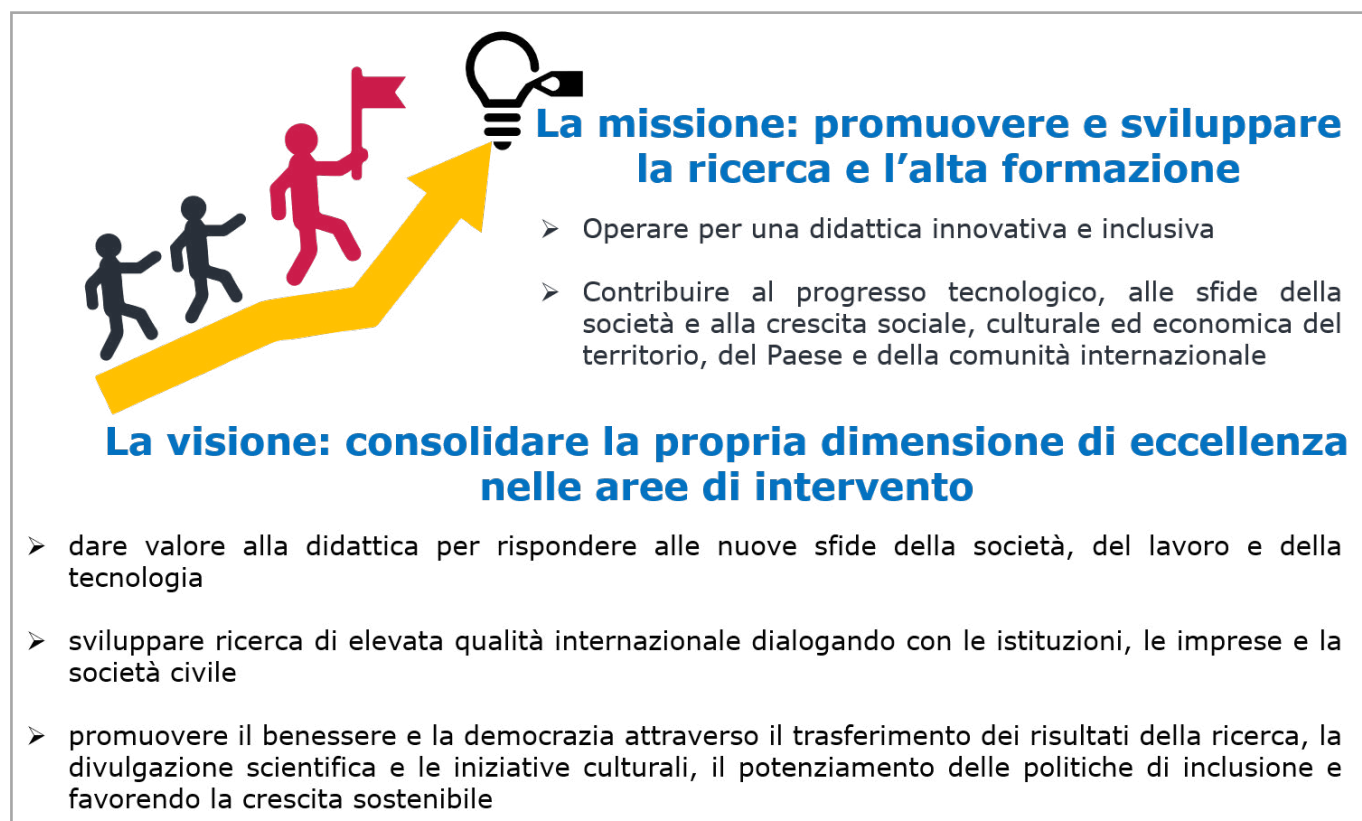 La missione: promuovere e sviluppare
la ricerca e l’alta formazione
➢ Operare per una didattica innovativa e inclusiva
➢ Contribuire al progresso tecnologico, alle sfide della
società e alla crescita sociale, culturale ed economica del
territorio, del Paese e della comunità internazionale
La visione: consolidare la propria dimensione di eccellenza
nelle aree di intervento
➢ dare valore alla didattica per rispondere alle nuove sfide della società, del lavoro e della
tecnologia
➢ sviluppare ricerca di elevata qualità internazionale dialogando con le istituzioni, le imprese e la
società civile
➢ promuovere il benessere e la democrazia attraverso il trasferimento dei risultati della ricerca, la
divulgazione scientifica e le iniziative culturali, il potenziamento delle politiche di inclusione e
favorendo la crescita sostenibile